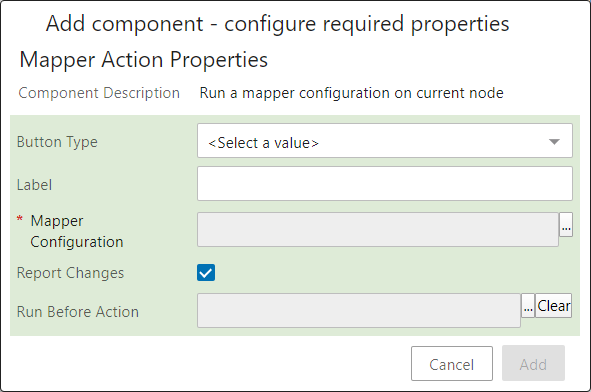 Add component - configure required properties
Mapper Action Properties
Component Description Run a mapper configuration on current node
Button Type <Select a value>
Label
* Mapper
Configuration ...
Report Changes
Run Before Action ... Clear
Cancel Add